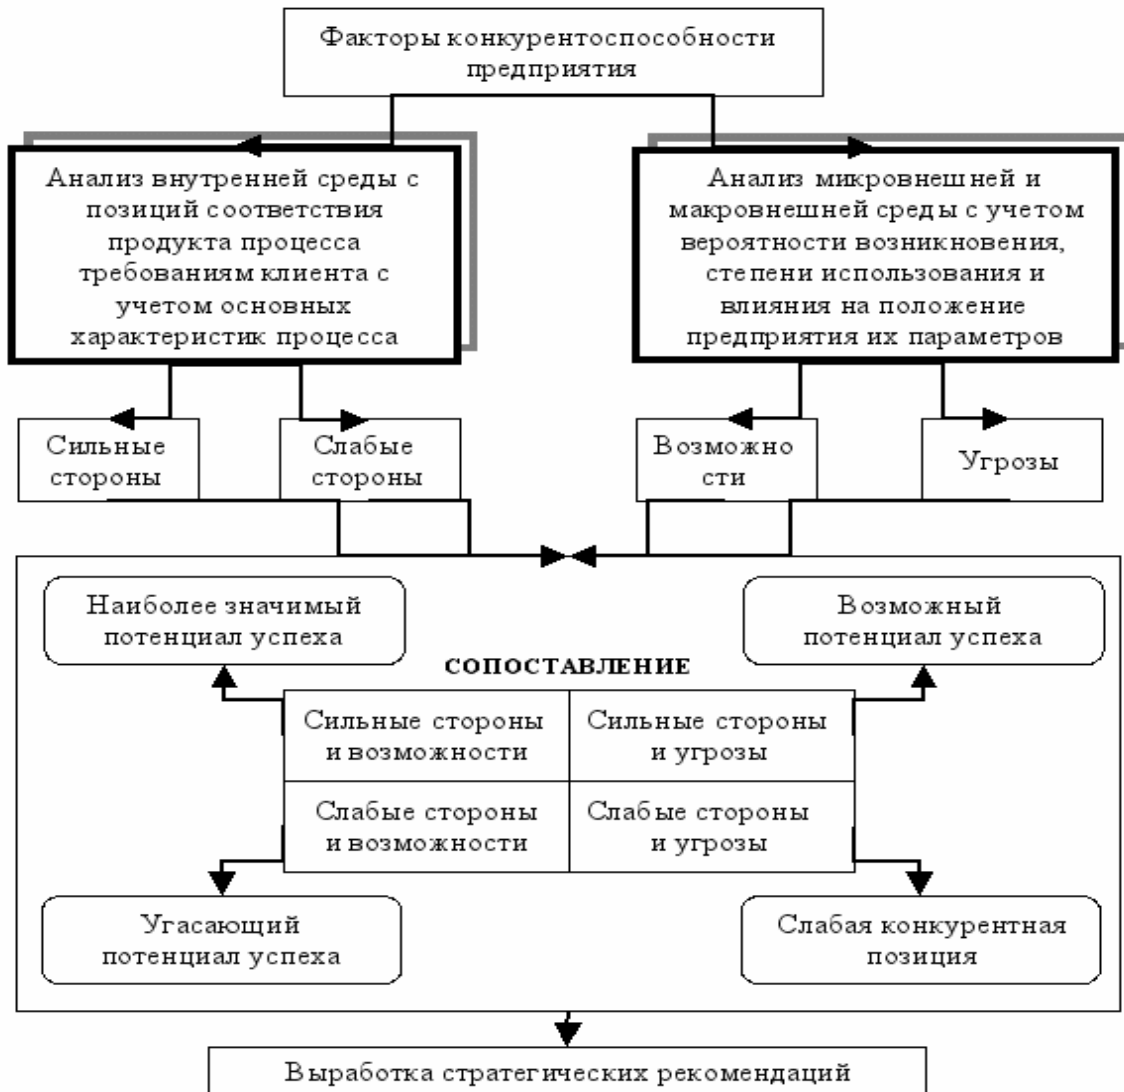 Факторы конкурентоспособности
предприятия
Анализ внутренней среды с
позиций соответствия
продукта процесса
требованиям клиента с
учетом основных
характеристик процесса
Анализ микровнешней и
макровнешней среды с учетом
вероятности возникновения,
степени использования и
влияния на положение
предприятия их параметров
Сильные
стороны
Слабые
стороны
Возможно
сти
Угрозы
Наиболее значимый
потенциал успеха
Возможный
потенциал успеха
СОПОСТАВЛЕНИЕ
Сильные стороны
и возможности
Сильные стороны
и угрозы
Слабые стороны
и возможности
Слабые стороны
и угрозы
Угасающий
потенциал успеха
Слабая конкурентная
позиция
Выработка стратегических рекомендаций